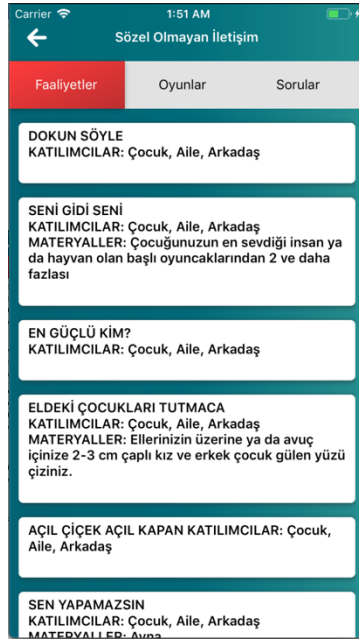 Carrier 1:51 AM
Sözel Olmayan İletişim
Faaliyetler Oyunlar Sorular
DOKUN SÖYLE
KATILIMCILAR: Çocuk, Aile, Arkadaş
SENİ GİDİ SENİ
KATILIMCILAR: Çocuk, Aile, Arkadaş
MATERYALLER: Çocuğunuzun en sevdiği insan ya
da hayvan olan başlı oyuncaklarından 2 ve daha
fazlası
EN GÜÇLÜ KİM?
KATILIMCILAR: Çocuk, Aile, Arkadaş
ELDEKİ ÇOCUKLARI TUTMACA
KATILIMCILAR: Çocuk, Aile, Arkadaş
MATERYALLER: Ellerinizin üzerine ya da avuç
içinize 2-3 cm çaplı kız ve erkek çocuk gülen yüzü
çiziniz.
AÇIL ÇİÇEK AÇIL KAPAN KATILIMCILAR: Çocuk,
Aile, Arkadaş
SEN YAPAMAZSIN
KATILIMCILAR: Çocuk, Aile, Arkadaş
MATERYALLER: Ayna